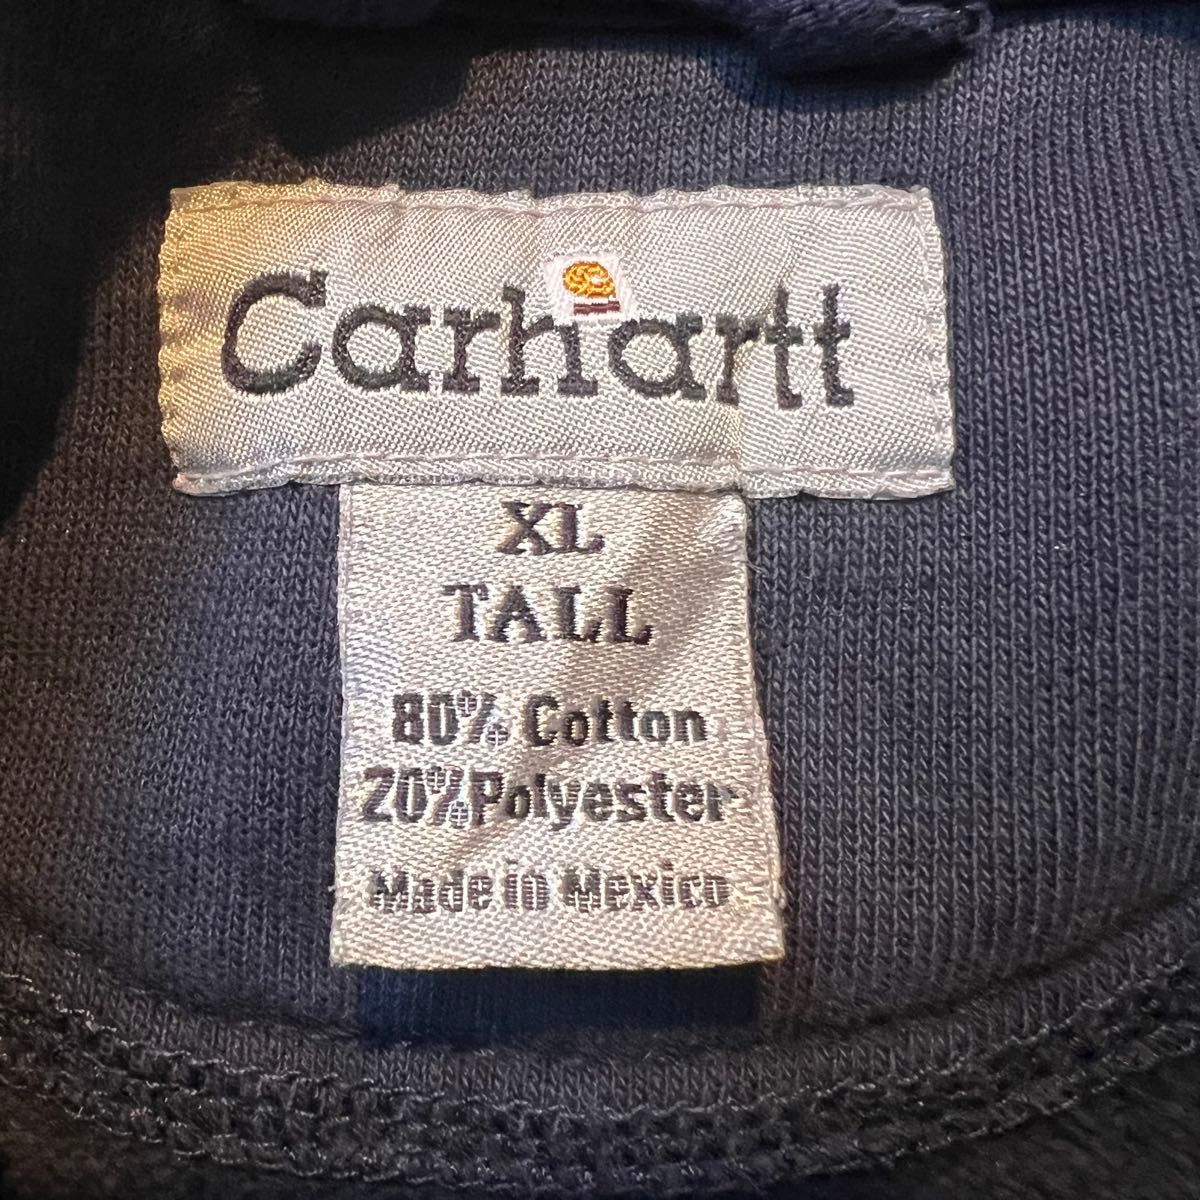 Carhartt
XL
TALL
80% Cotton
20% Polyester
Made in Mexico